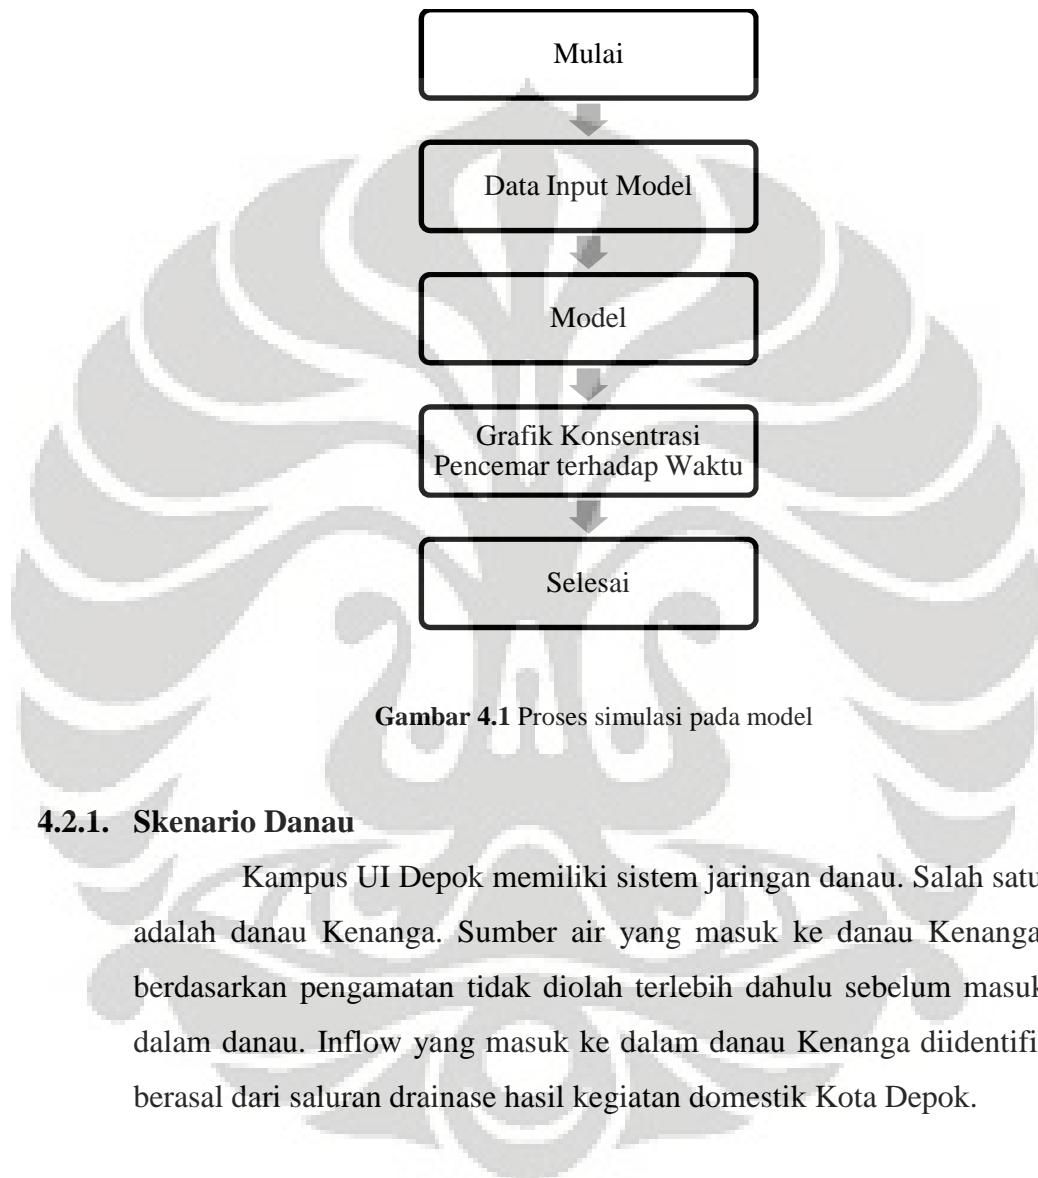 Mulai
Data Input Model
Model
Grafik Konsentrasi
Pencemar terhadap Waktu
Selesai
Gambar 4.1 Proses simulasi pada model
4.2.1. Skenario Danau
Kampus UI Depok memiliki sistem jaringan danau. Salah satu
adalah danau Kenanga. Sumber air yang masuk ke danau Kenanga
berdasarkan pengamatan tidak diolah terlebih dahulu sebelum masuk
dalam danau. Inflow yang masuk ke dalam danau Kenanga diidentifi
berasal dari saluran drainase hasil kegiatan domestik Kota Depok.